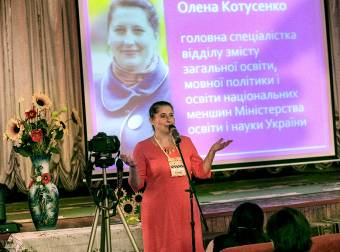 Олена Котусенко
головна спеціалістка
відділу змісту
загальної освіти,
мовної політики і
освіти національних
меншин Міністерства
освіти і науки України